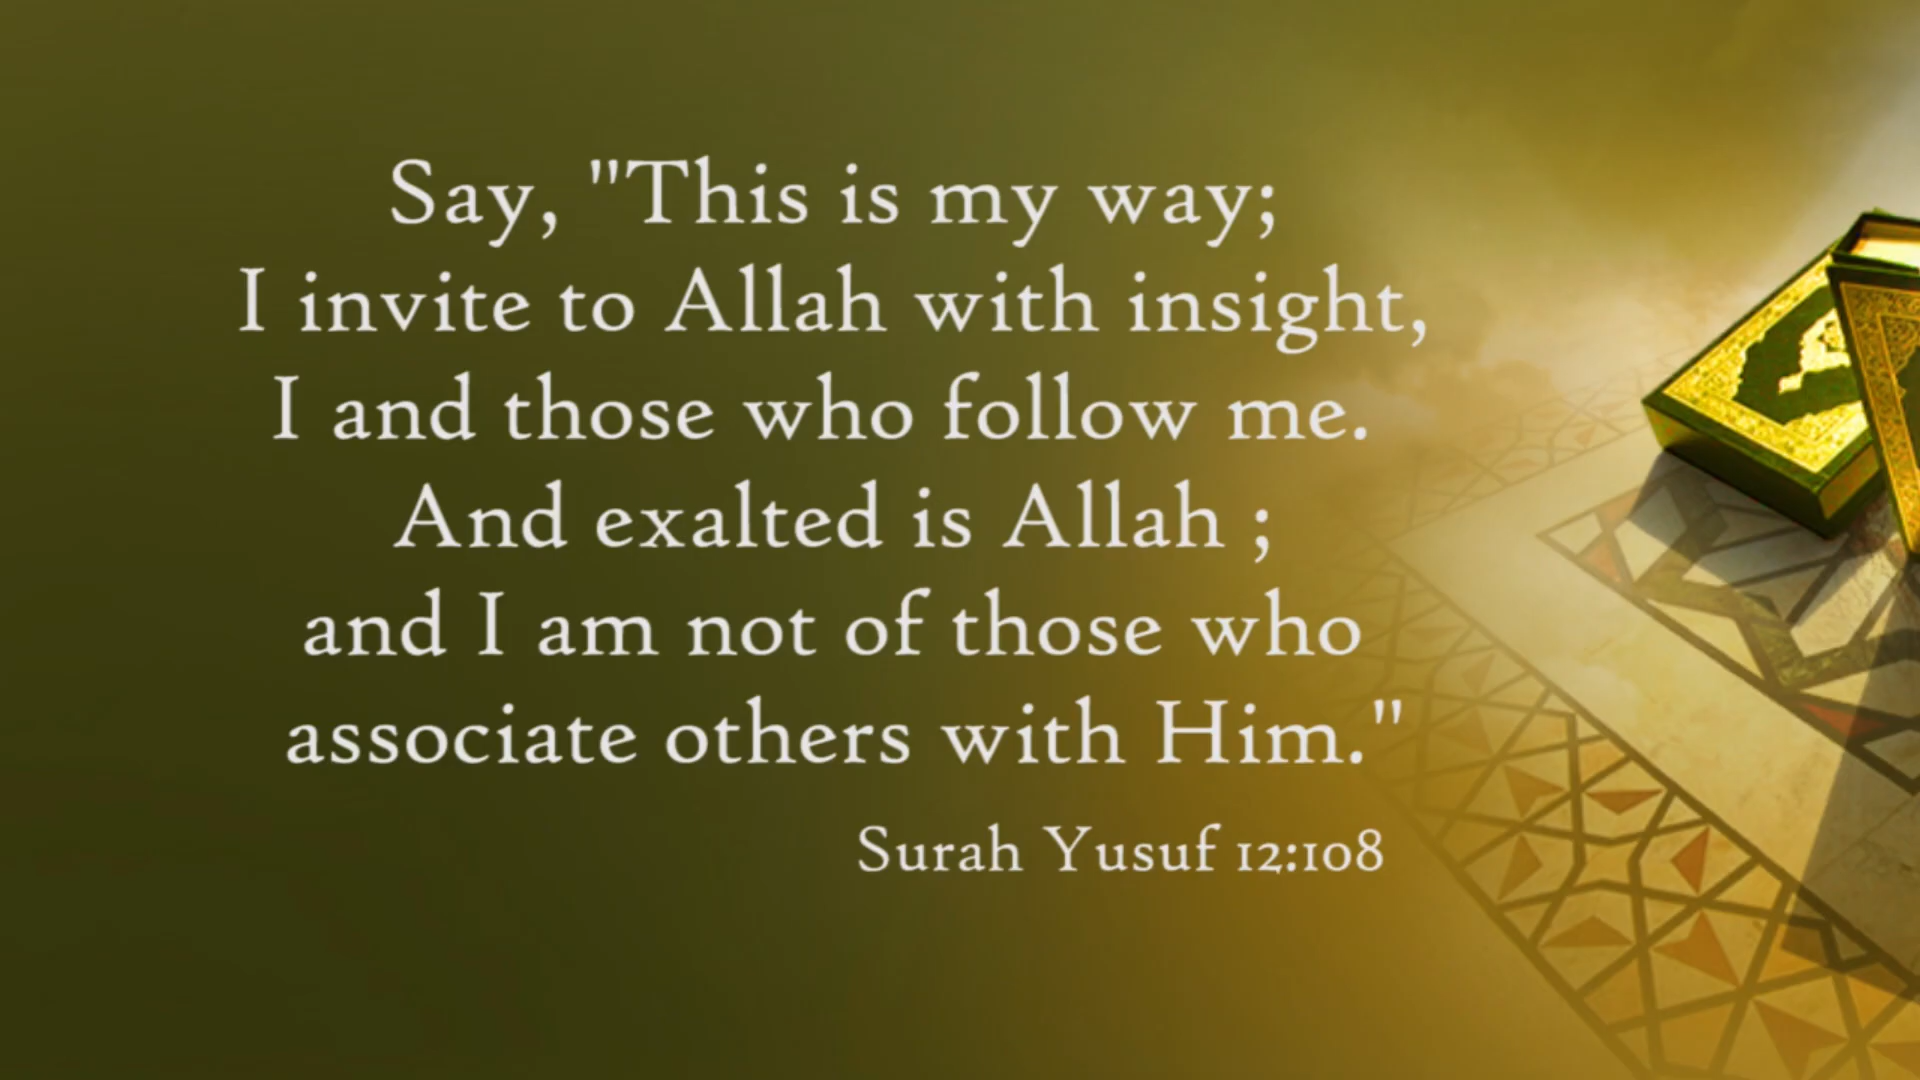 Say, "This is my way;
I invite to Allah with insight,
I and those who follow me.
And exalted is Allah ;
and I am not of those who
associate others with Him."
Surah Yusuf 12:108